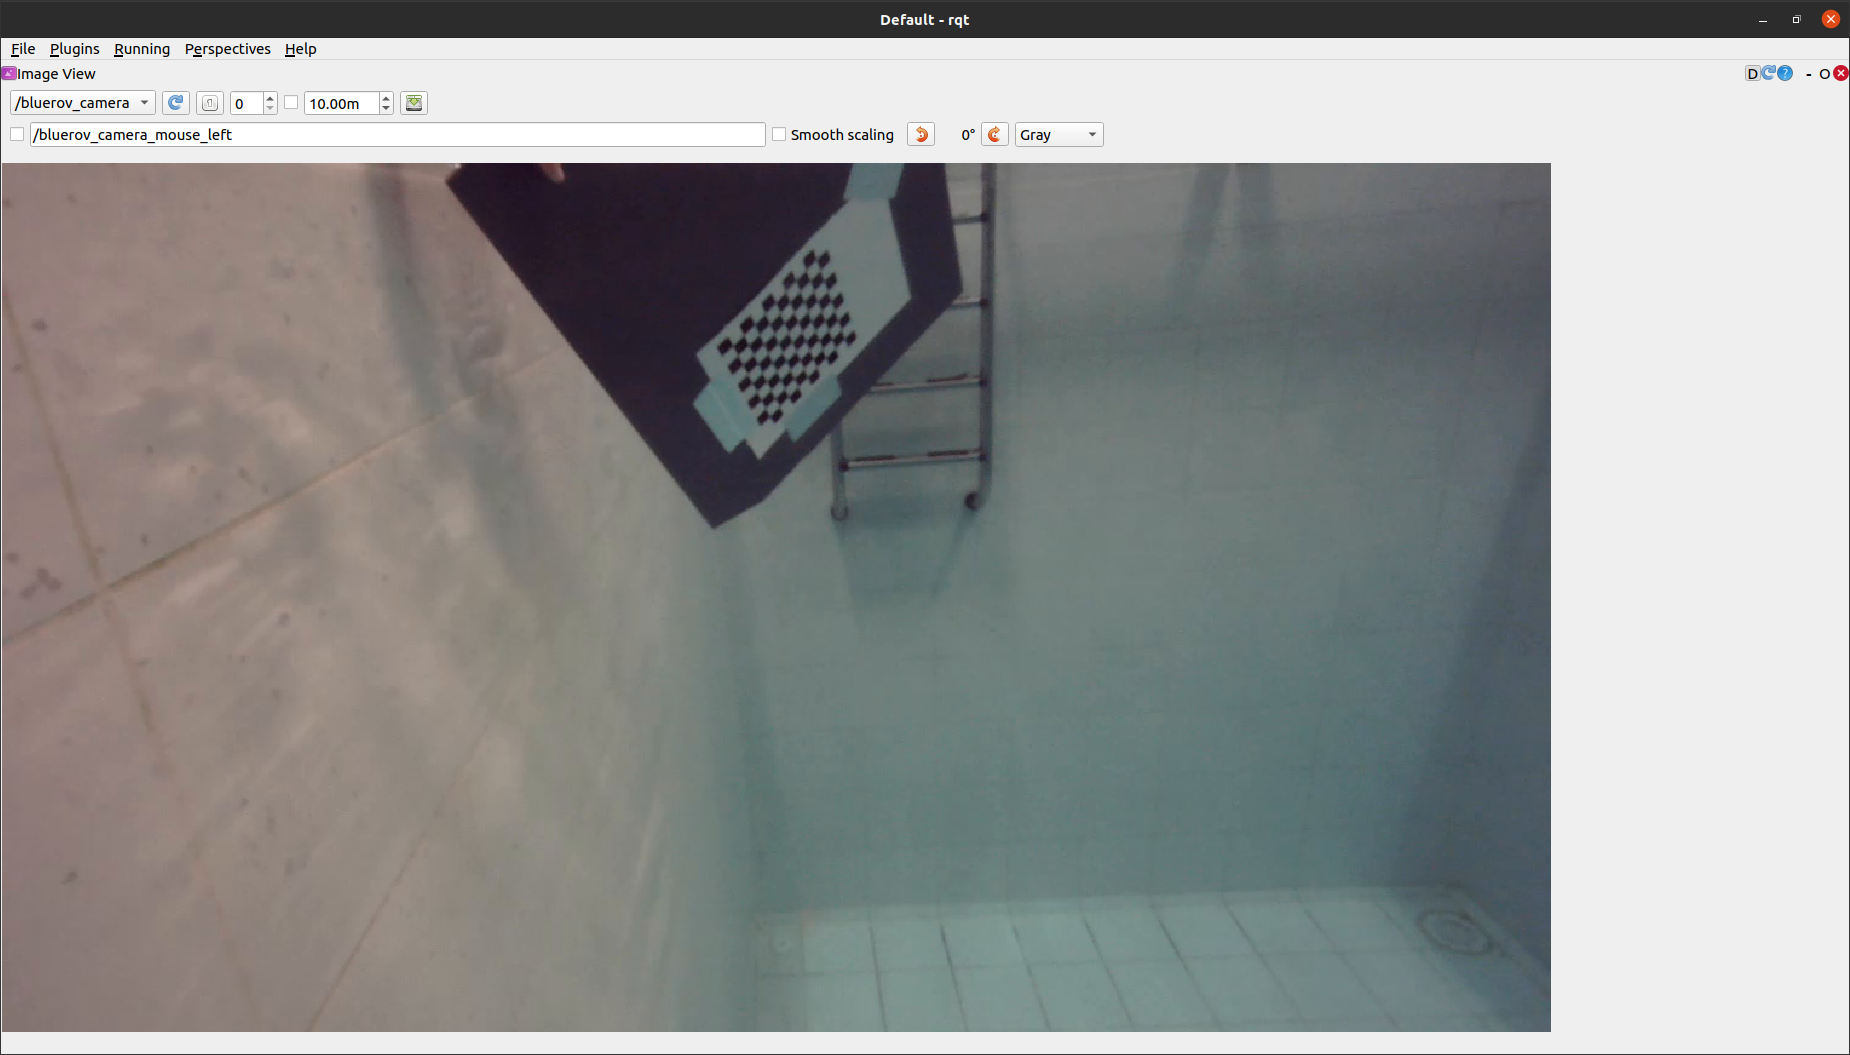 Default - rqt
File Plugins Running Perspectives Help
Image View
D ? - O
/bluerov_camera 0 10.00m
/bluerov_camera_mouse_left Smooth scaling 0° Gray